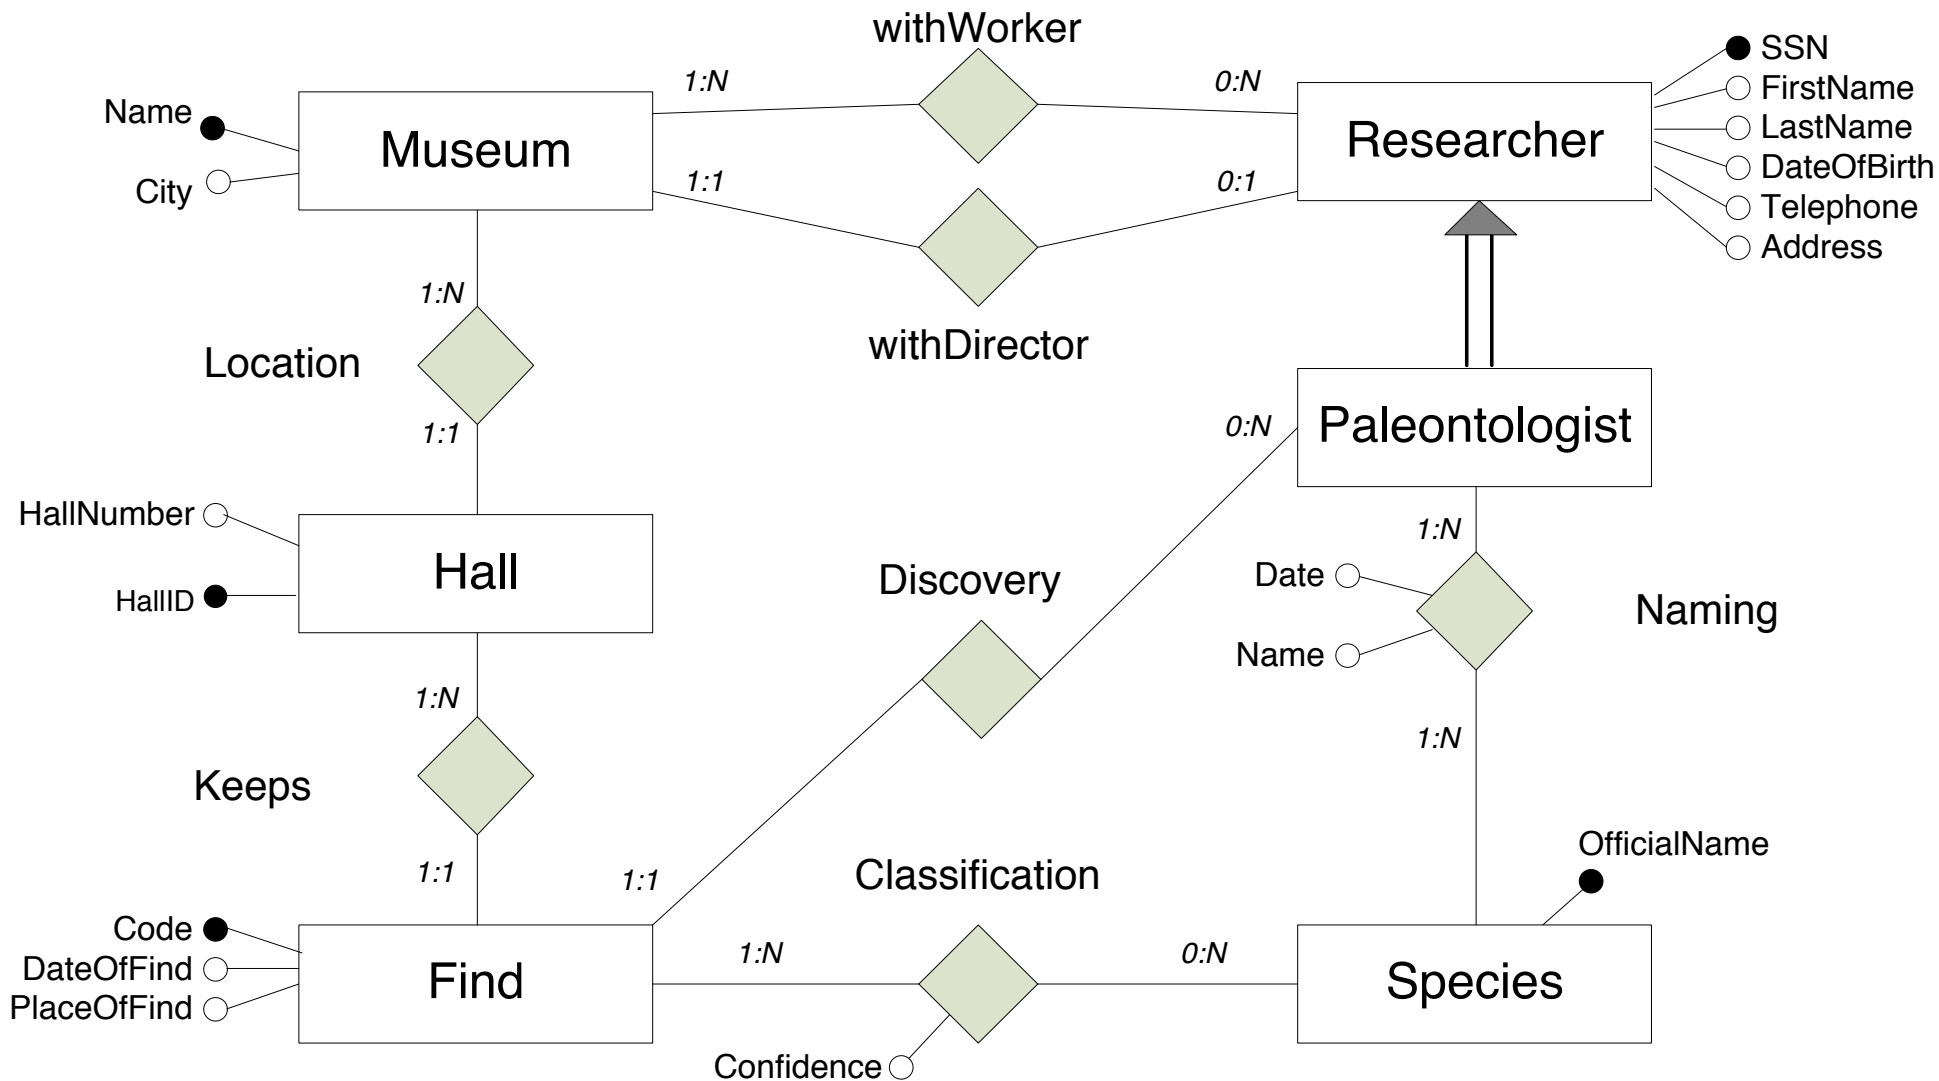 withWorker
1:N
0:N
Museum
Name
City
Researcher
SSN
FirstName
LastName
DateOfBirth
Telephone
Address
1:1
0:1
withDirector
1:N
Location
1:1
Paleontologist
0:N
HallNumber
HallID
Hall
Discovery
1:N
Date
Name
Naming
1:N
Keeps
1:1
1:N
1:1
Classification
OfficialName
Code
DateOfFind
PlaceOfFind
Find
1:N
0:N
Species
Confidence